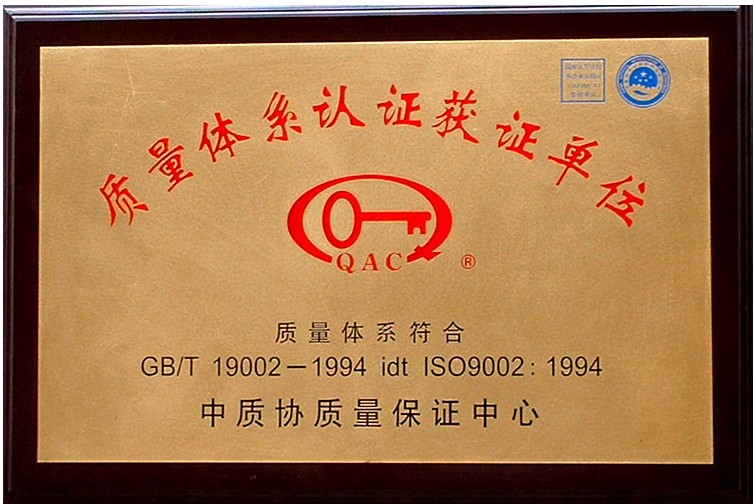 质量体系认证获证单位
QAC ®
质量体系符合
GB/T 19002－1994 idt ISO9002: 1994
中质协质量保证中心